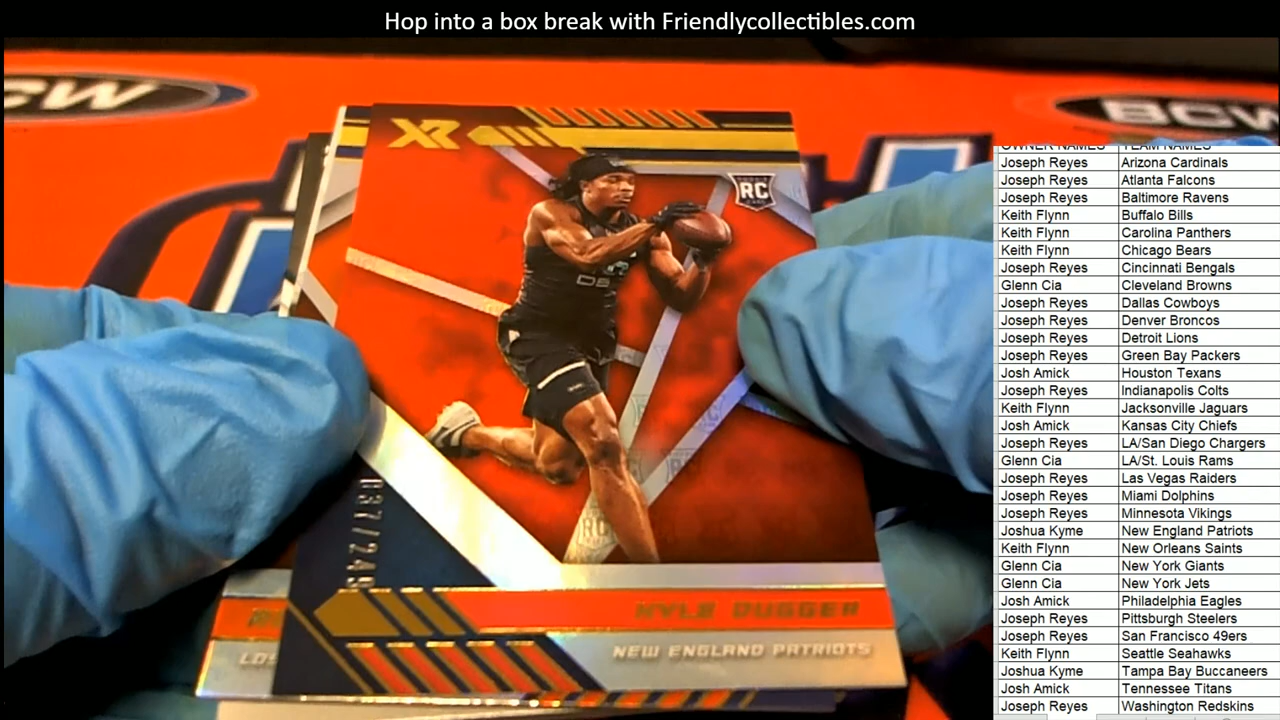 Hop into a box break with Friendlycollectibles.com
CW
BCW
XR
RC
DB
RC
087/249
KYLE DUGGER
NEW ENGLAND PATRIOTS
LOS
OWNER NAMES TEAM NAMES
Joseph Reyes Arizona Cardinals
Joseph Reyes Atlanta Falcons
Joseph Reyes Baltimore Ravens
Keith Flynn Buffalo Bills
Keith Flynn Carolina Panthers
Keith Flynn Chicago Bears
Joseph Reyes Cincinnati Bengals
Glenn Cia Cleveland Browns
Joseph Reyes Dallas Cowboys
Joseph Reyes Denver Broncos
Joseph Reyes Detroit Lions
Joseph Reyes Green Bay Packers
Josh Amick Houston Texans
Joseph Reyes Indianapolis Colts
Keith Flynn Jacksonville Jaguars
Josh Amick Kansas City Chiefs
Joseph Reyes LA/San Diego Chargers
Glenn Cia LA/St. Louis Rams
Joseph Reyes Las Vegas Raiders
Joseph Reyes Miami Dolphins
Joseph Reyes Minnesota Vikings
Joshua Kyme New England Patriots
Keith Flynn New Orleans Saints
Glenn Cia New York Giants
Glenn Cia New York Jets
Josh Amick Philadelphia Eagles
Joseph Reyes Pittsburgh Steelers
Joseph Reyes San Francisco 49ers
Keith Flynn Seattle Seahawks
Joshua Kyme Tampa Bay Buccaneers
Josh Amick Tennessee Titans
Joseph Reyes Washington Redskins